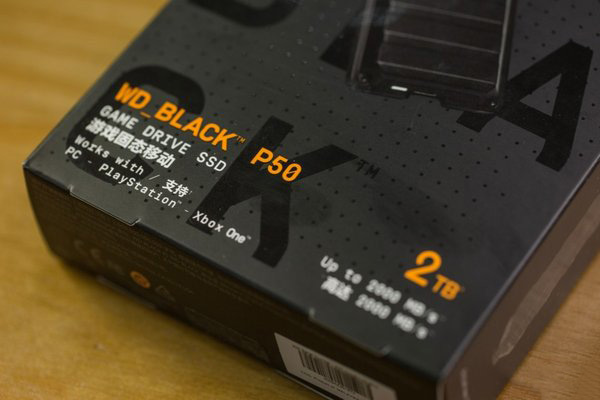 WD_BLACK™ P50
GAME DRIVE SSD
游戏固态移动
Works with / 支持
PC - PlayStation™ - Xbox One™
2TB
Up to 2000 MB/s
高达 2000 MB/s